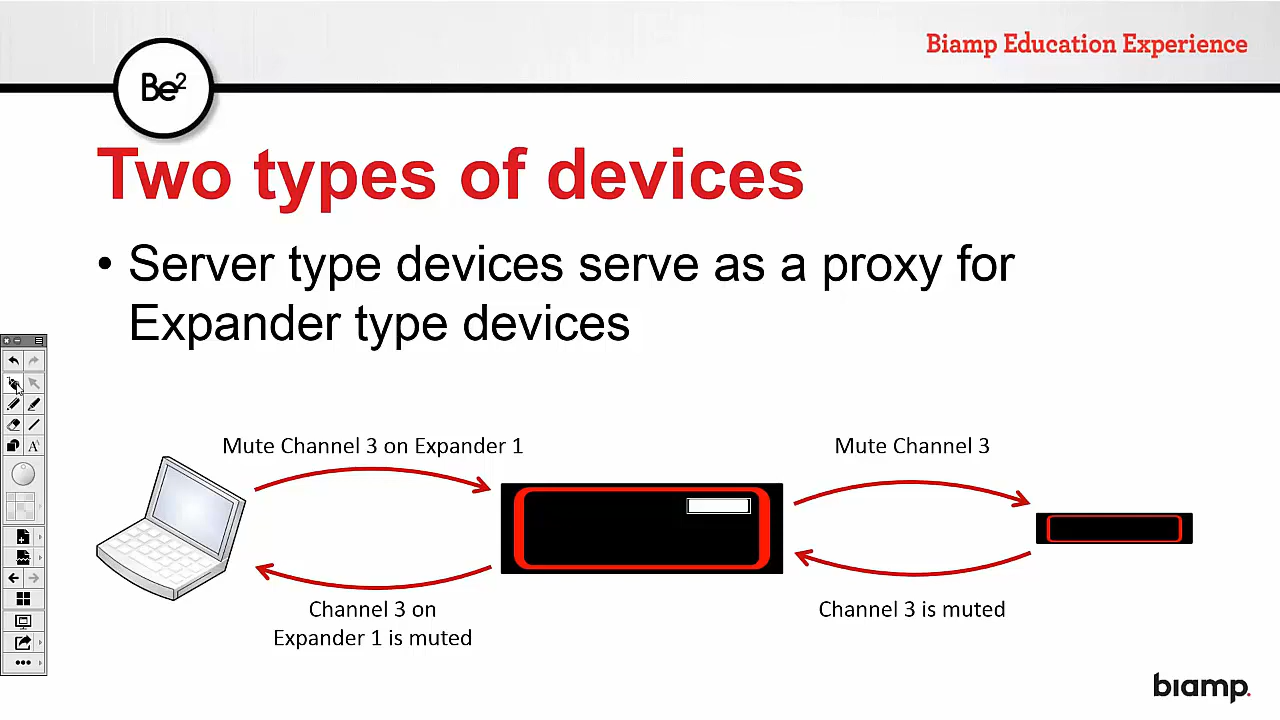 Biamp Education Experience
Be2
Two types of devices
• Server type devices serve as a proxy for
Expander type devices
Mute Channel 3 on Expander 1
Mute Channel 3
Channel 3 on
Expander 1 is muted
Channel 3 is muted
A
biamp.